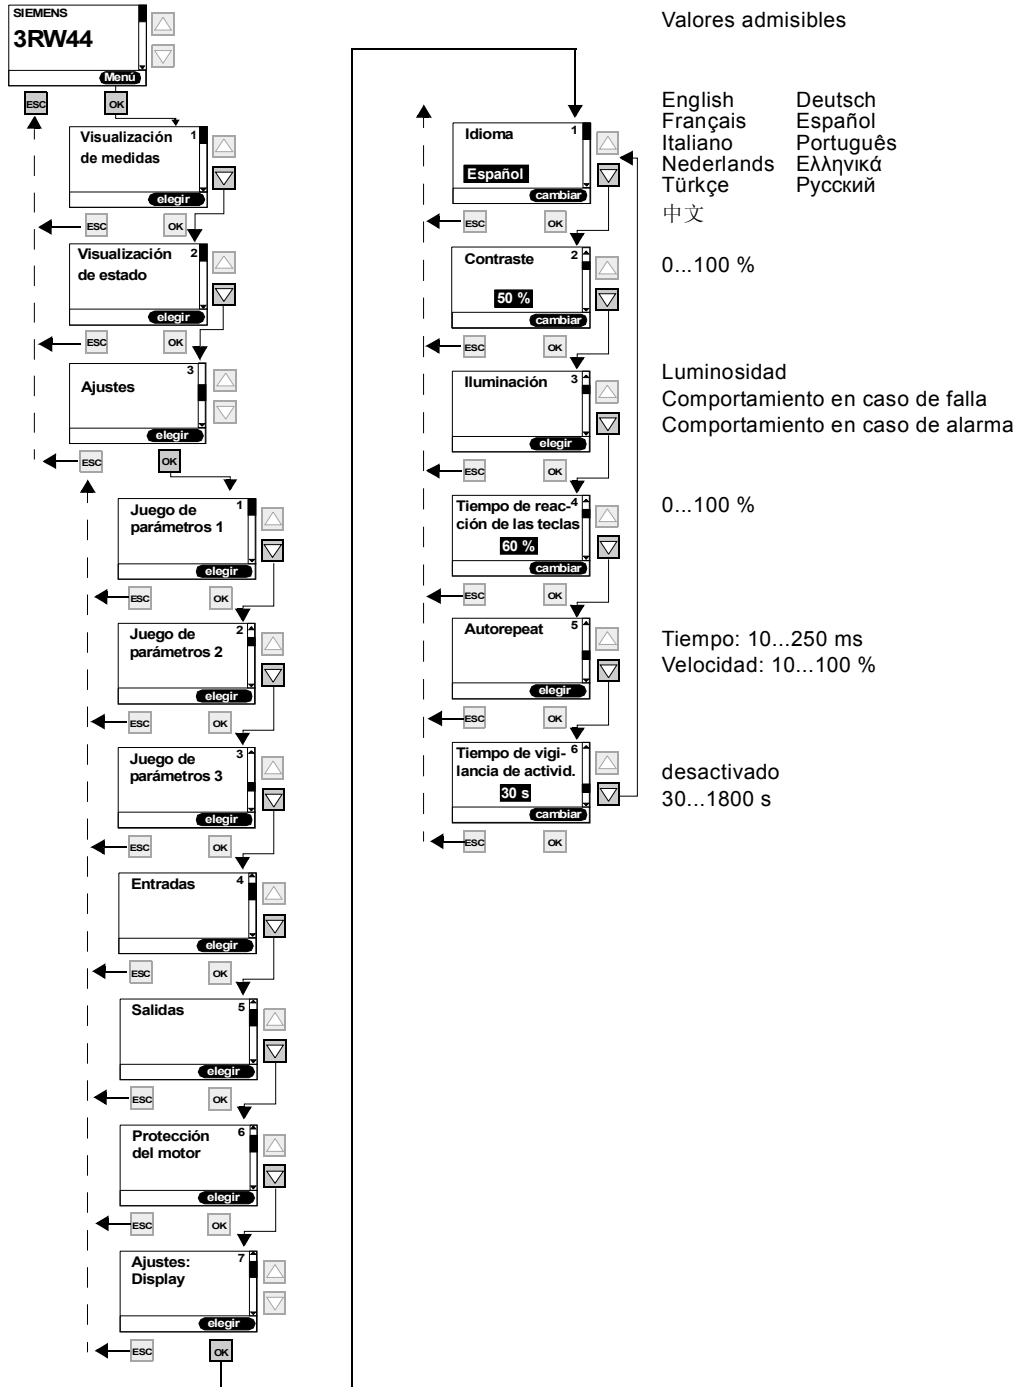 SIEMENS
3RW44
Menú
ESC
OK
Visualización 1
de medidas
elegir
ESC
OK
Visualización 2
de estado
elegir
ESC
OK
3
Ajustes
elegir
ESC
OK
Juego de 1
parámetros 1
elegir
ESC
OK
Juego de 2
parámetros 2
elegir
ESC
OK
Juego de 3
parámetros 3
elegir
ESC
OK
Entradas 4
elegir
ESC
OK
Salidas 5
elegir
ESC
OK
Protección 6
del motor
elegir
ESC
OK
Ajustes: 7
Display
elegir
ESC
OK
Idioma 1
Español
cambiar
ESC
OK
Contraste 2
50 %
cambiar
ESC
OK
Iluminación 3
elegir
ESC
OK
Tiempo de reac- 4
ción de las teclas
60 %
cambiar
ESC
OK
Autorepeat 5
elegir
ESC
OK
Tiempo de vigi- 6
lancia de activid.
30 s
cambiar
ESC
OK
Valores admisibles
English Deutsch
Français Español
Italiano Português
Nederlands Ελληνικά
Türkçe Русский
中文
0...100 %
Luminosidad
Comportamiento en caso de falla
Comportamiento en caso de alarma
0...100 %
Tiempo: 10...250 ms
Velocidad: 10...100 %
desactivado
30...1800 s